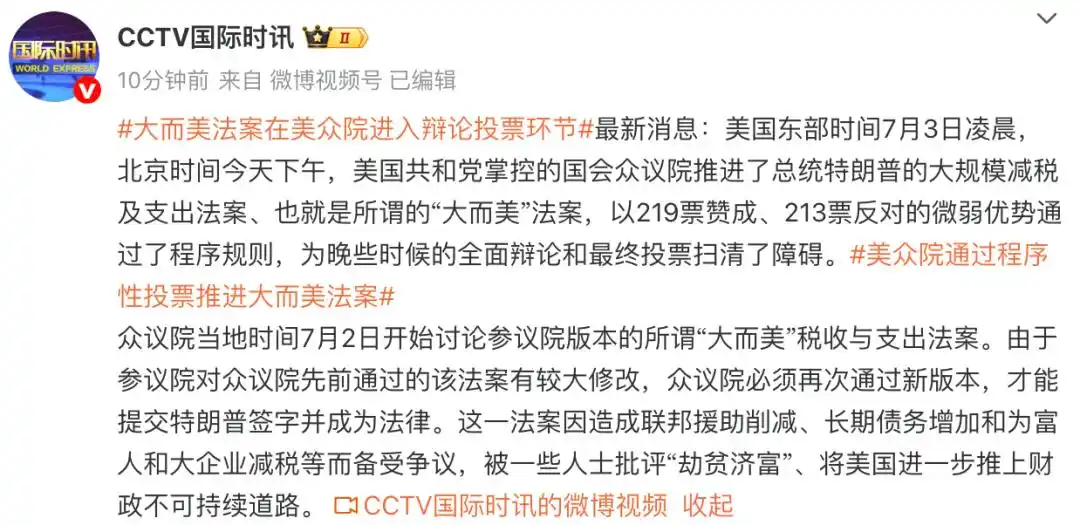 国际时讯
WORLD EXPRESS
CCTV国际时讯
II
10分钟前 来自 微博视频号 已编辑
#大而美法案在美众院进入辩论投票环节#最新消息：美国东部时间7月3日凌晨，
北京时间今天下午，美国共和党掌控的国会众议院推进了总统特朗普的大规模减税
及支出法案、也就是所谓的“大而美”法案，以219票赞成、213票反对的微弱优势通
过了程序规则，为晚些时候的全面辩论和最终投票扫清了障碍。#美众院通过程序
性投票推进大而美法案#
众议院当地时间7月2日开始讨论参议院版本的所谓“大而美”税收与支出法案。由于
参议院对众议院先前通过的该法案有较大修改，众议院必须再次通过新版本，才能
提交特朗普签字并成为法律。这一法案因造成联邦援助削减、长期债务增加和为富
人和大企业减税等而备受争议，被一些人士批评“劫贫济富”、将美国进一步推上财
政不可持续道路。 CCTV国际时讯的微博视频 收起